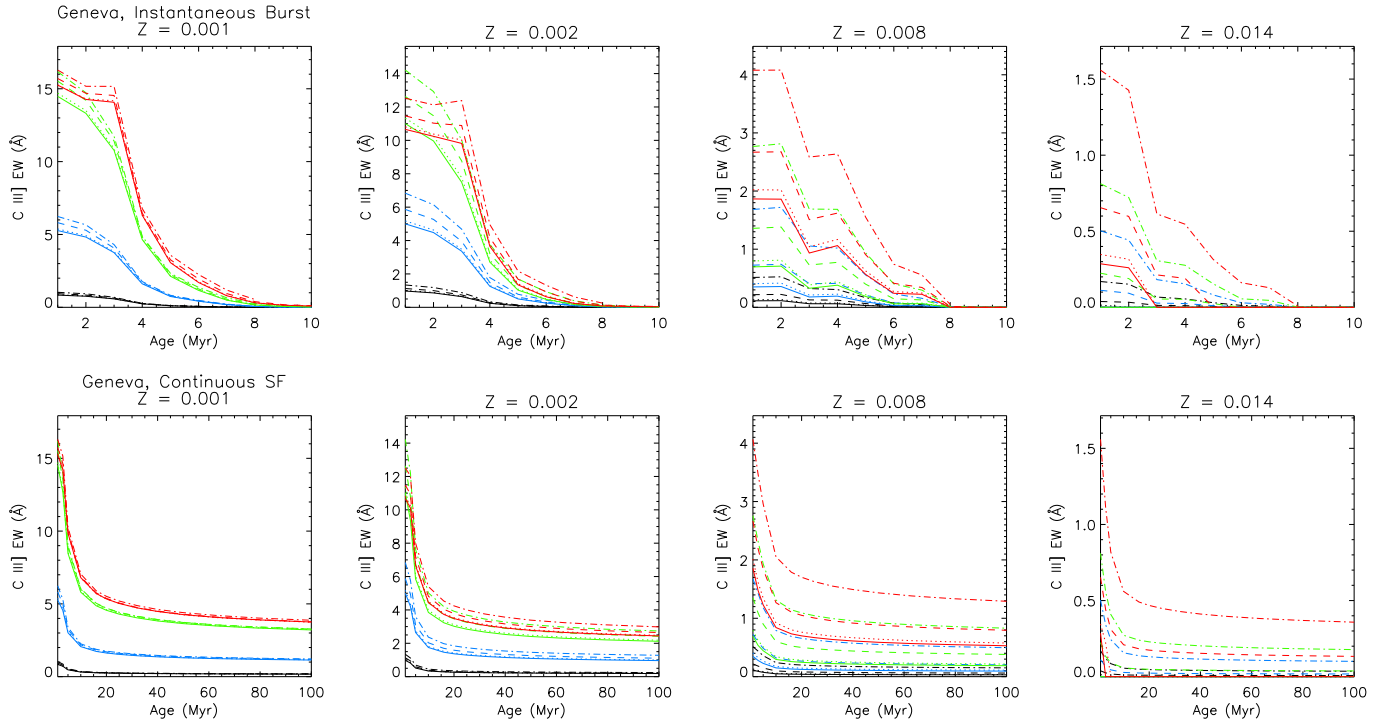 Geneva, Instantaneous Burst
Z = 0.001
C III] EW (Å)
15
10
5
0
2 4 6 8 10
Age (Myr)
Z = 0.002
C III] EW (Å)
14
12
10
8
6
4
2
0
2 4 6 8 10
Age (Myr)
Z = 0.008
C III] EW (Å)
4
3
2
1
0
2 4 6 8 10
Age (Myr)
Z = 0.014
C III] EW (Å)
1.5
1.0
0.5
0.0
2 4 6 8 10
Age (Myr)
Geneva, Continuous SF
Z = 0.001
C III] EW (Å)
15
10
5
0
20 40 60 80 100
Age (Myr)
Z = 0.002
C III] EW (Å)
14
12
10
8
6
4
2
0
20 40 60 80 100
Age (Myr)
Z = 0.008
C III] EW (Å)
4
3
2
1
0
20 40 60 80 100
Age (Myr)
Z = 0.014
C III] EW (Å)
1.5
1.0
0.5
0.0
20 40 60 80 100
Age (Myr)